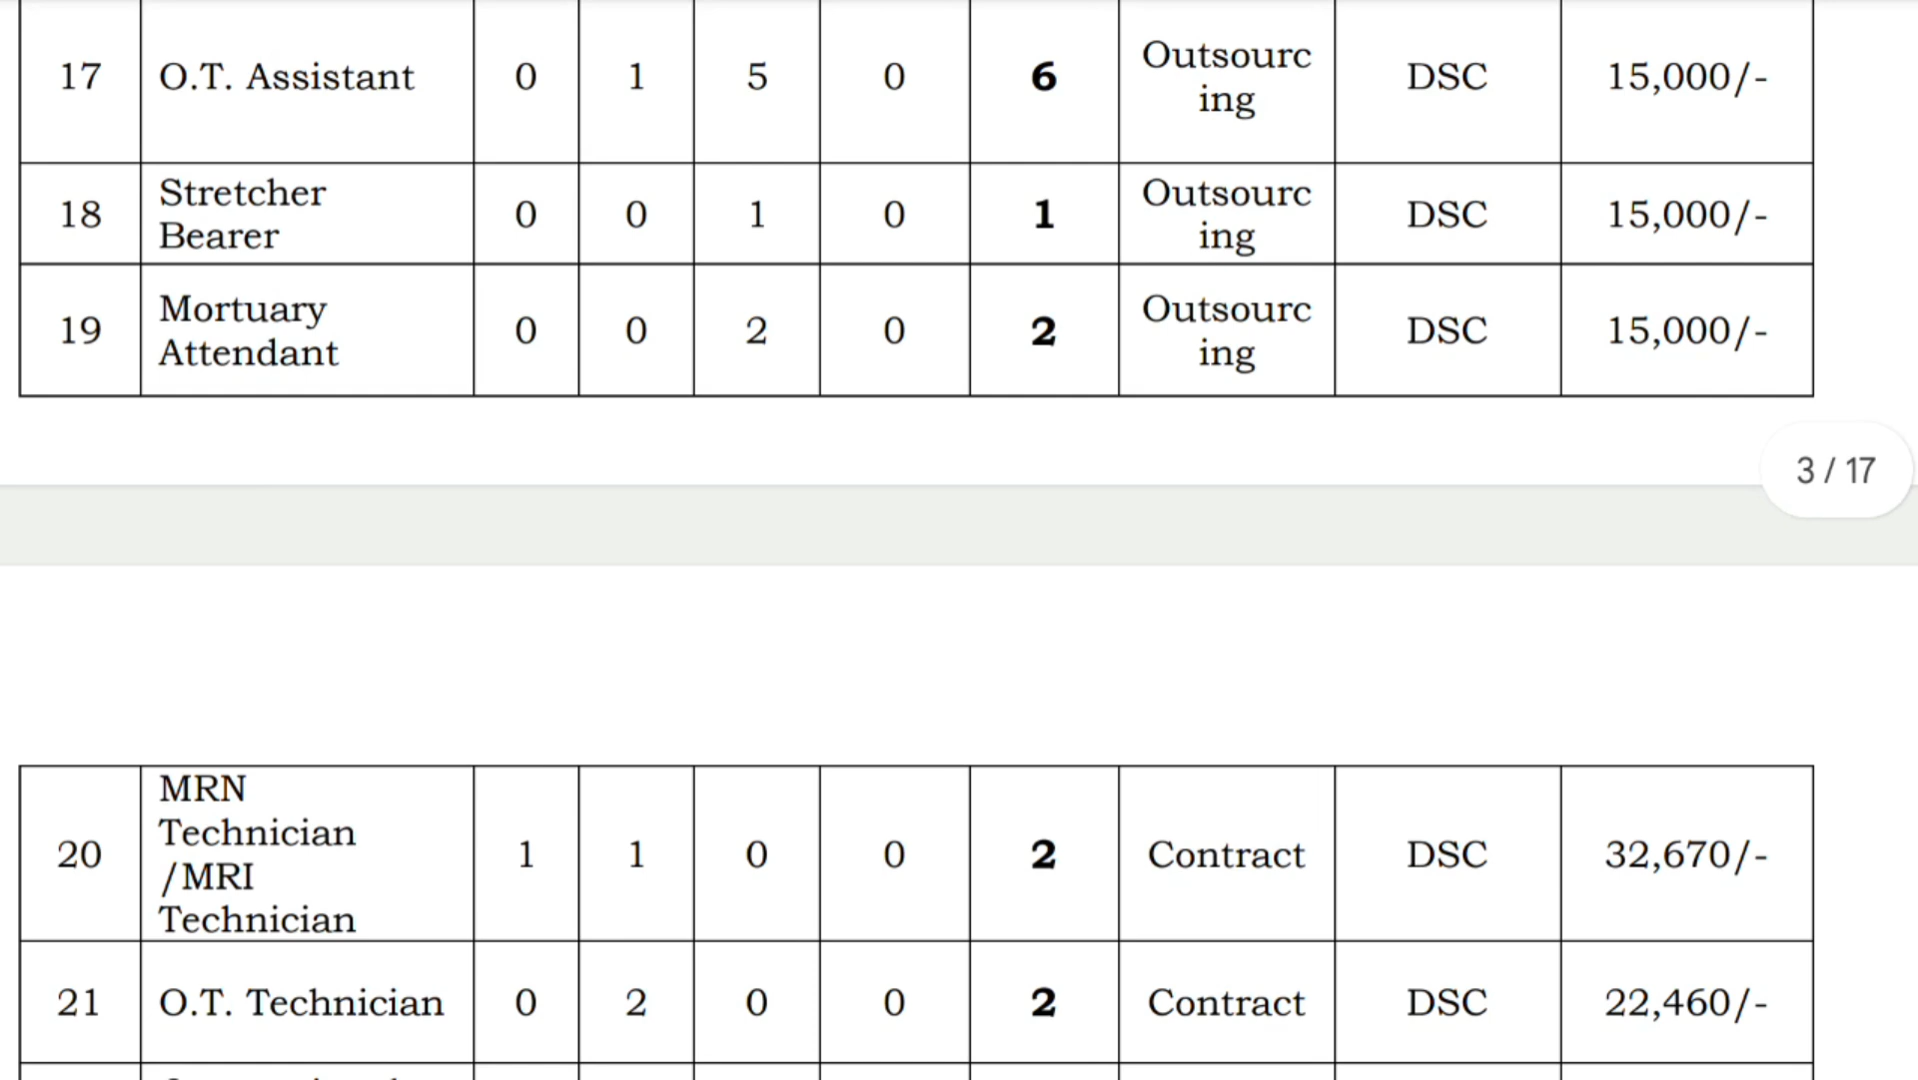 17 O.T. Assistant 0 1 5 0 6 Outsourc
ing DSC 15,000/-
18 Stretcher
Bearer 0 0 1 0 1 Outsourc
ing DSC 15,000/-
19 Mortuary
Attendant 0 0 2 0 2 Outsourc
ing DSC 15,000/-
3 / 17
20 MRN
Technician
/MRI
Technician 1 1 0 0 2 Contract DSC 32,670/-
21 O.T. Technician 0 2 0 0 2 Contract DSC 22,460/-